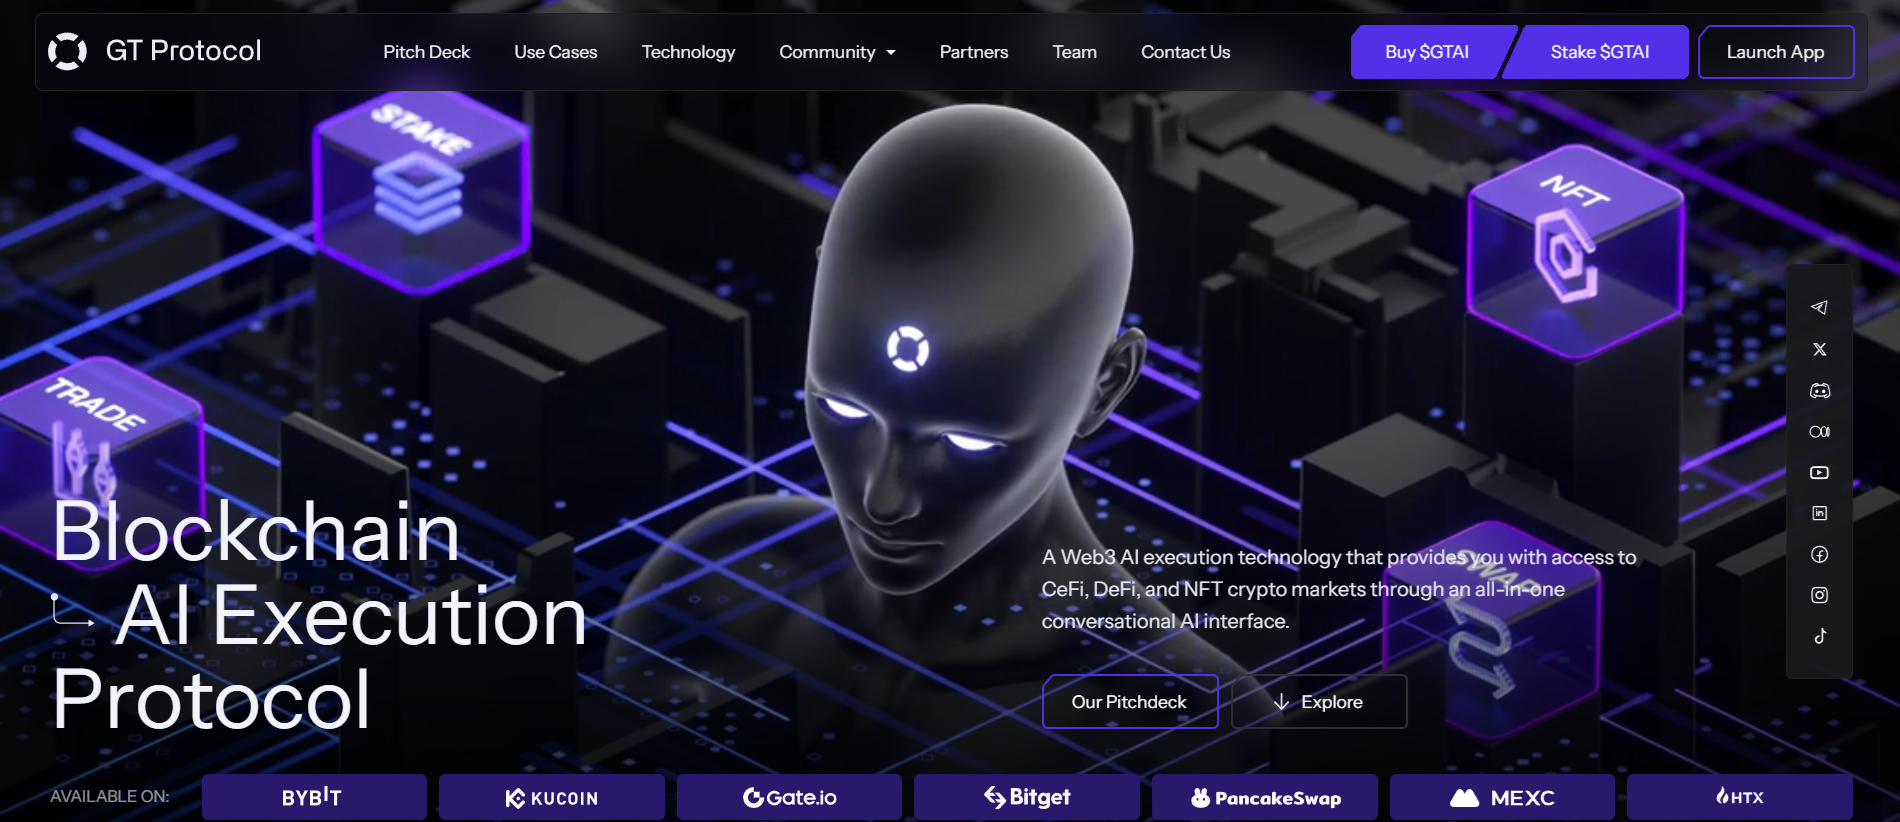 GT Protocol
Pitch Deck
Use Cases
Technology
Community
Partners
Team
Contact Us
Buy $GTAI
Stake $GTAI
Launch App
STAKE
NFT
TRADE
Blockchain
AI Execution
Protocol
A Web3 AI execution technology that provides you with access to
CeFi, DeFi, and NFT crypto markets through an all-in-one
conversational AI interface.
SWAP
Our Pitchdeck
Explore
AVAILABLE ON:
BYBIT
KUCOIN
Gate.io
Bitget
PancakeSwap
MEXC
HTX